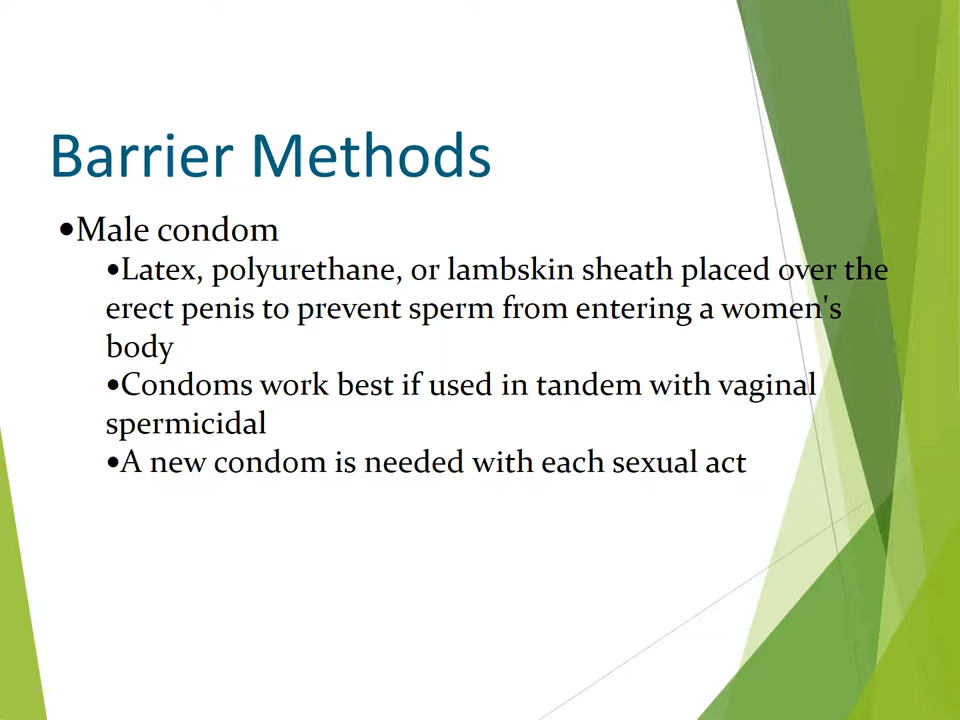 Barrier Methods
•Male condom
•Latex, polyurethane, or lambskin sheath placed over the
erect penis to prevent sperm from entering a women's
body
•Condoms work best if used in tandem with vaginal
spermicidal
•A new condom is needed with each sexual act